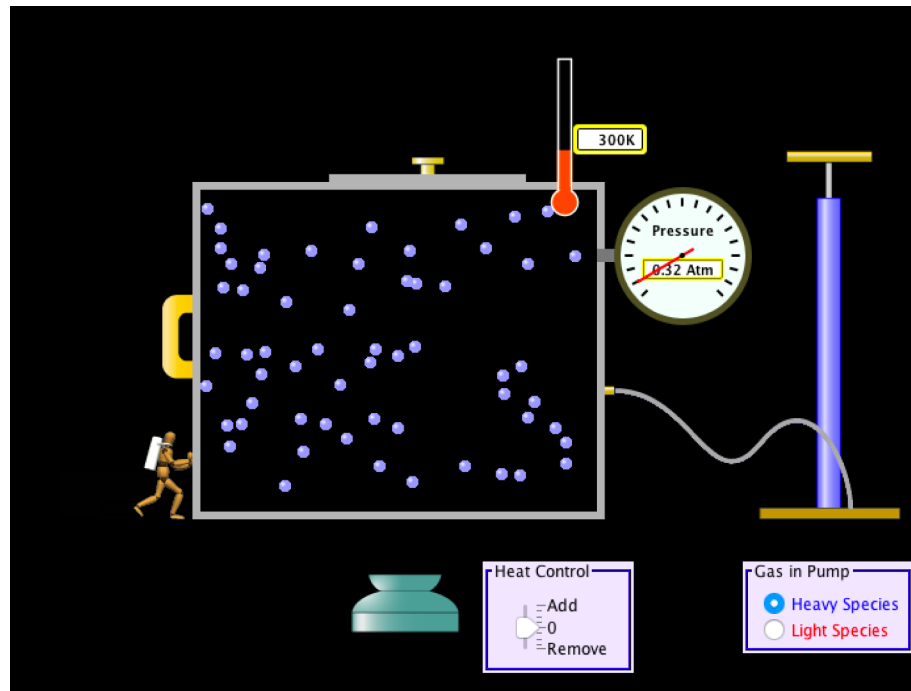 300K
Pressure
0.32 Atm
Heat Control
Add
0
Remove
Gas in Pump
Heavy Species
Light Species